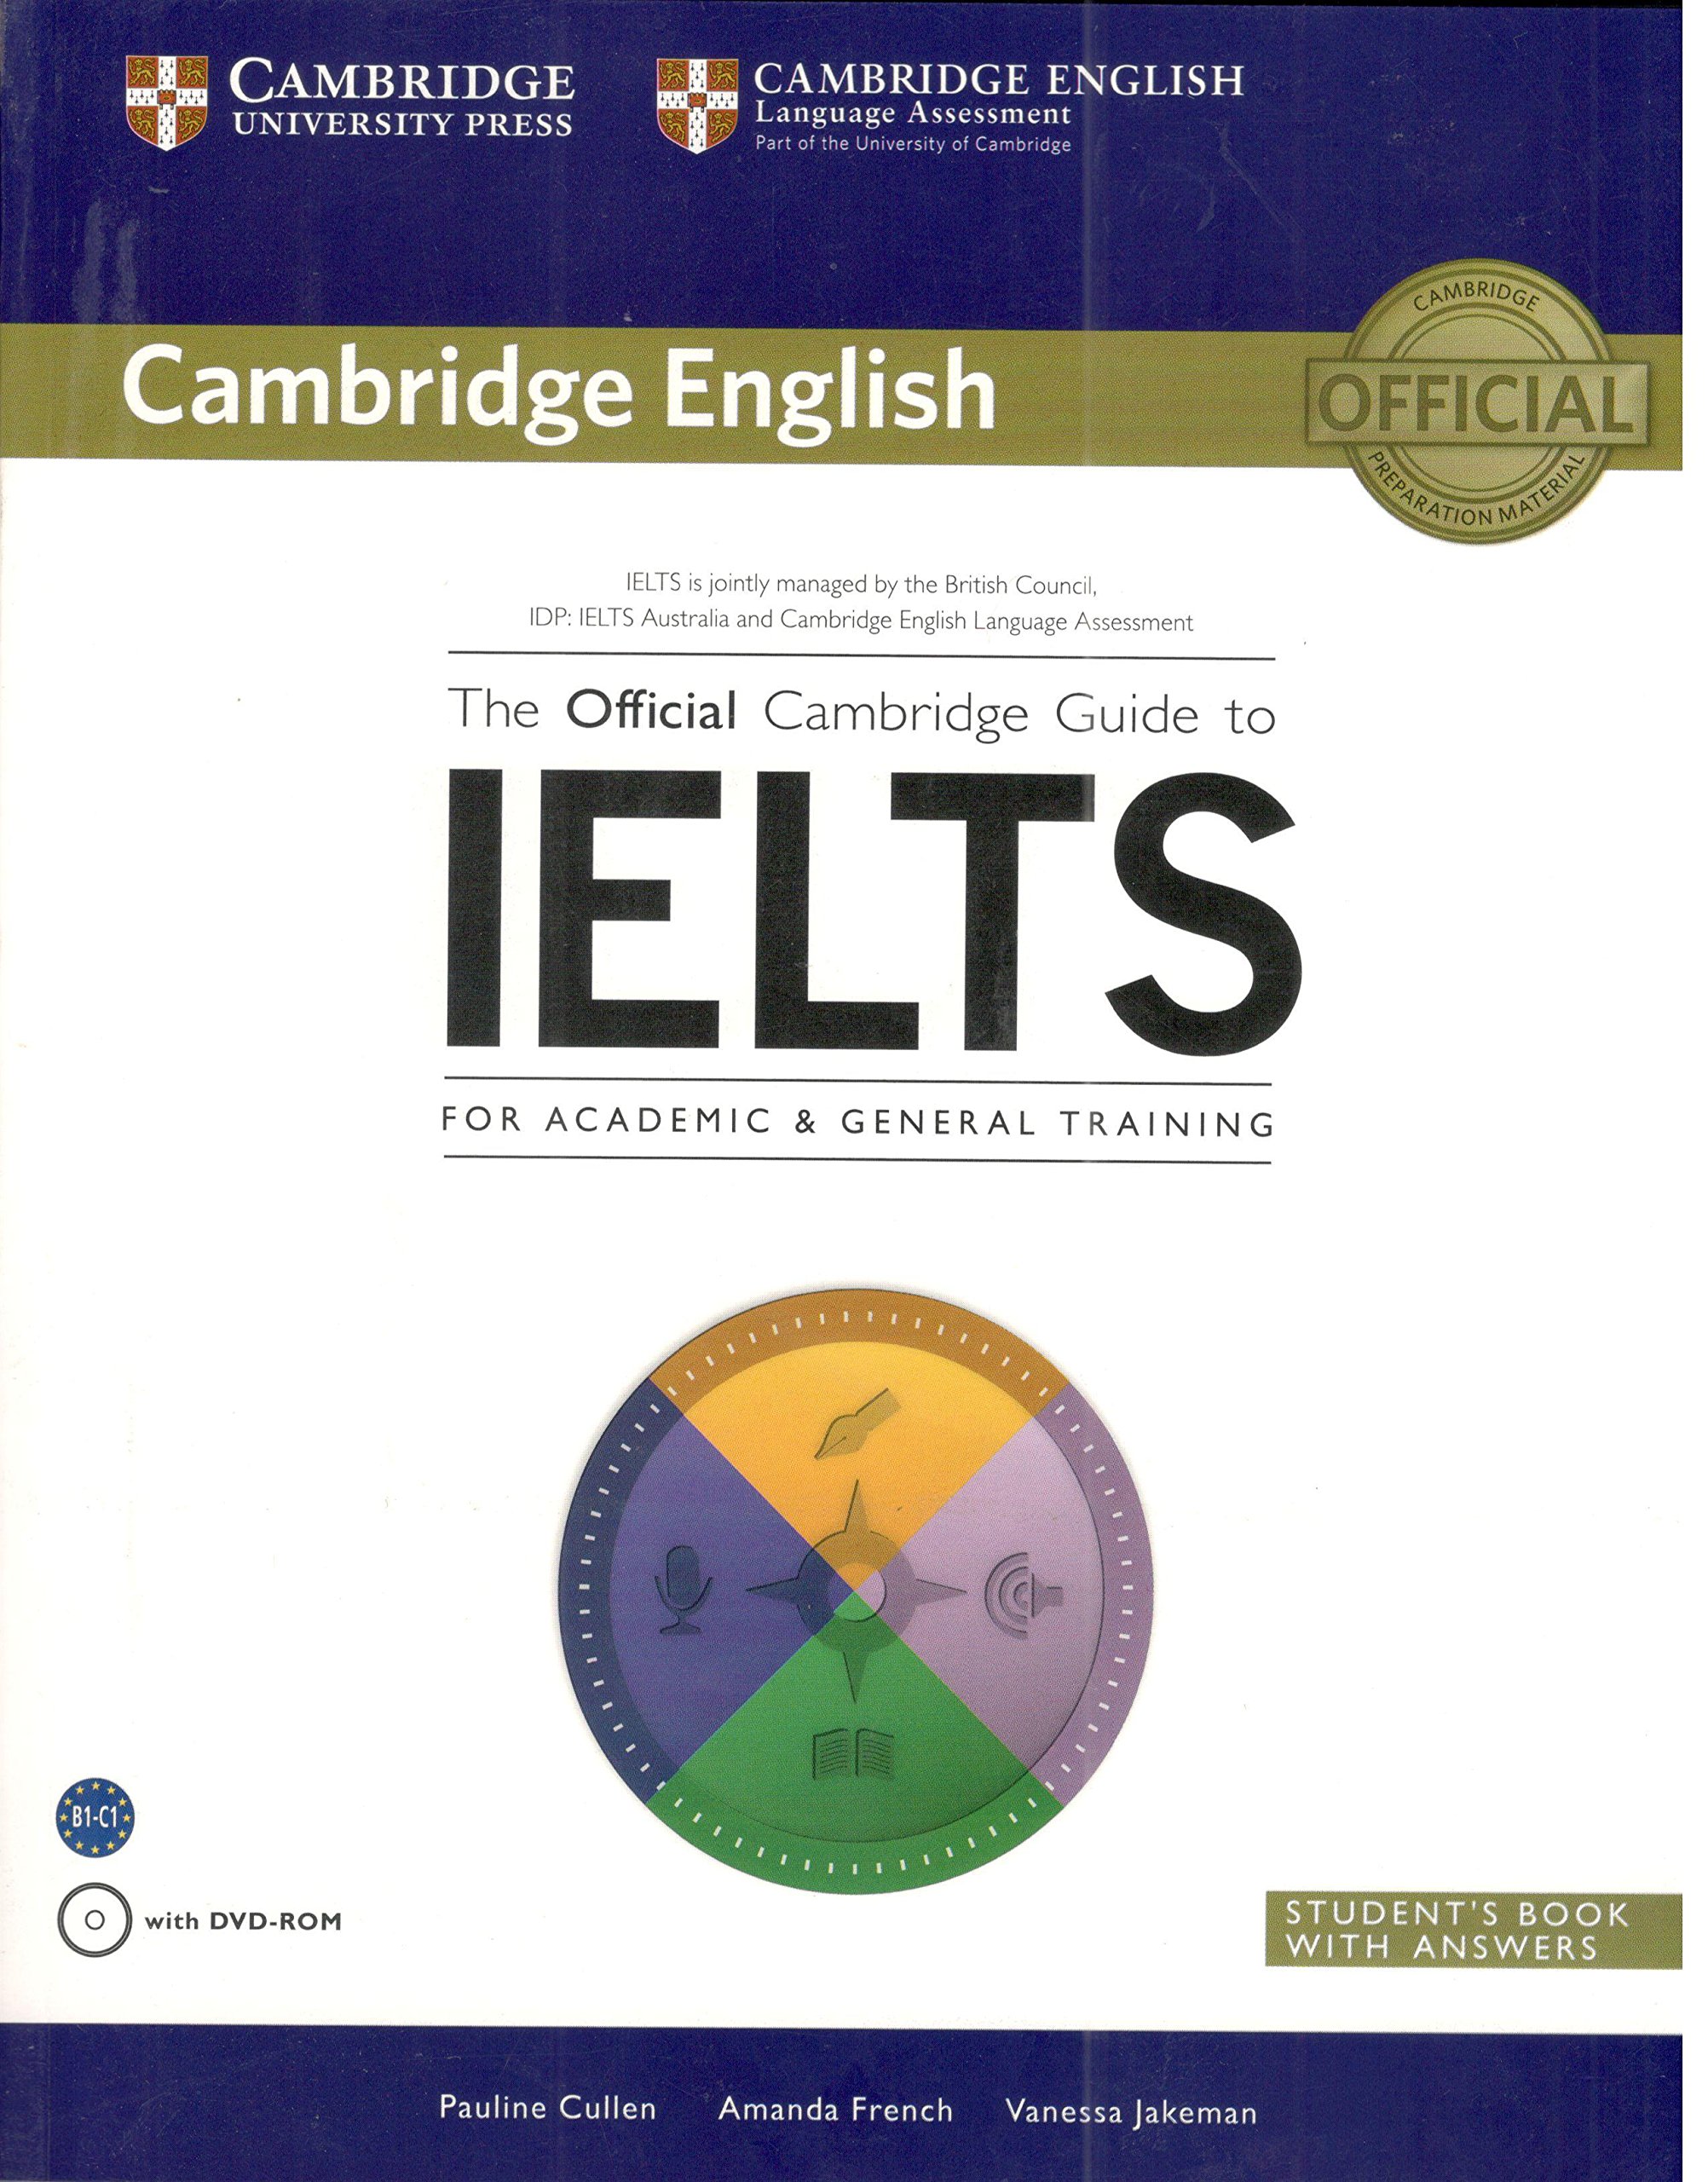 CAMBRIDGE
UNIVERSITY PRESS
CAMBRIDGE ENGLISH
Language Assessment
Part of the University of Cambridge
Cambridge English
CAMBRIDGE
OFFICIAL
PREPARATION MATERIAL
IELTS is jointly managed by the British Council,
IDP: IELTS Australia and Cambridge English Language Assessment
The Official Cambridge Guide to
IELTS
FOR ACADEMIC & GENERAL TRAINING
B1-C1
with DVD-ROM
STUDENT'S BOOK
WITH ANSWERS
Pauline Cullen Amanda French Vanessa Jakeman